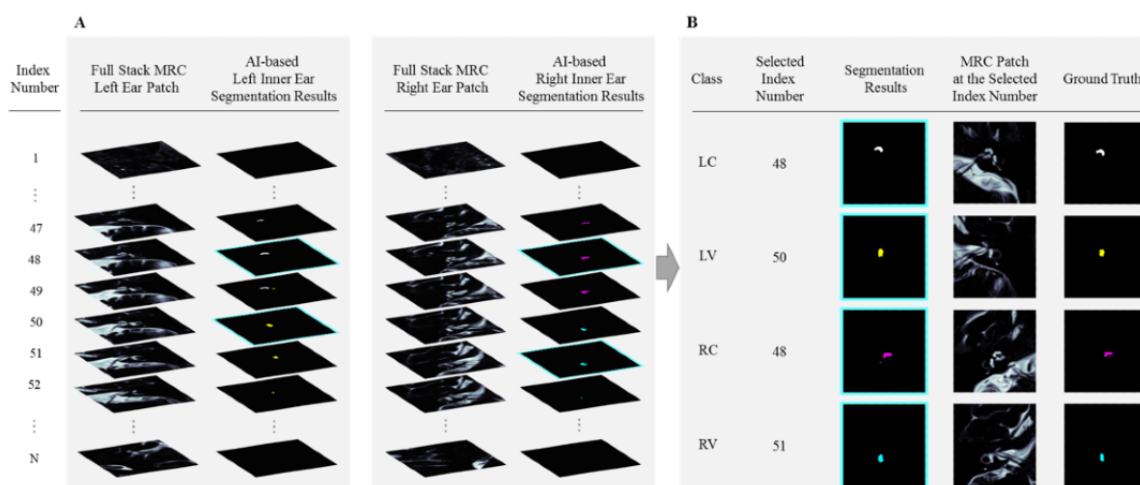 A
B
Index
Number
Full Stack MRC
Left Ear Patch
AI-based
Left Inner Ear
Segmentation Results
Full Stack MRC
Right Ear Patch
AI-based
Right Inner Ear
Segmentation Results
1
⋮
47
48
49
50
51
52
⋮
N
Class
Selected
Index
Number
Segmentation
Results
MRC Patch
at the Selected
Index Number
Ground Truth
LC
48
LV
50
RC
48
RV
51